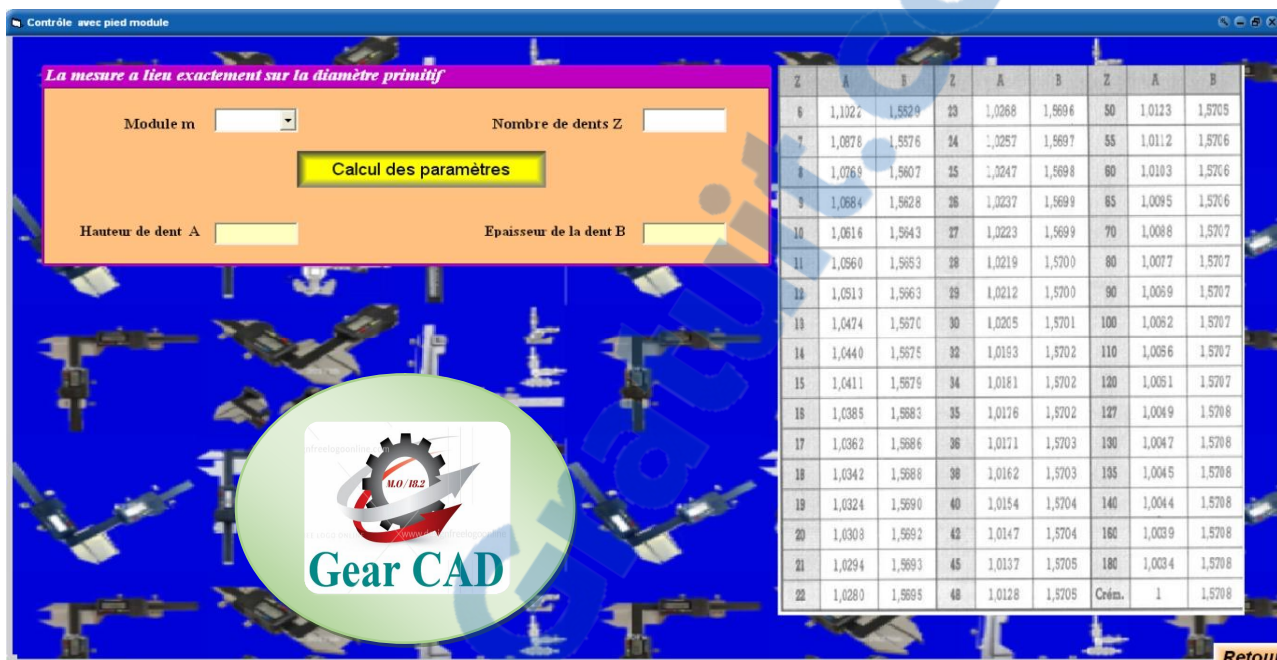 Contrôle avec pied module
La mesure a lieu exactement sur la diamètre primitif
Module m
Nombre de dents Z
Calcul des paramètres
Hauteur de dent A
Epaisseur de la dent B
Z A B Z A B Z A B
6 1,1022 1,5529 23 1,0268 1,5696 50 1,0123 1,5705
7 1,0878 1,5576 24 1,0257 1,5697 55 1,0112 1,5706
8 1,0769 1,5607 25 1,0247 1,5698 60 1,0103 1,5706
9 1,0684 1,5628 26 1,0237 1,5699 65 1,0095 1,5706
10 1,0616 1,5643 27 1,0223 1,5699 70 1,0088 1,5707
11 1,0560 1,5653 28 1,0219 1,5700 80 1,0077 1,5707
12 1,0513 1,5663 29 1,0212 1,5700 90 1,0069 1,5707
13 1,0474 1,5670 30 1,0205 1,5701 100 1,0062 1,5707
14 1,0440 1,5675 32 1,0193 1,5702 110 1,0056 1,5707
15 1,0411 1,5679 34 1,0181 1,5702 120 1,0051 1,5707
16 1,0385 1,5683 35 1,0176 1,5702 127 1,0049 1,5708
17 1,0362 1,5686 36 1,0171 1,5703 130 1,0047 1,5708
18 1,0342 1,5688 38 1,0162 1,5703 135 1,0045 1,5708
19 1,0324 1,5690 40 1,0154 1,5704 140 1,0044 1,5708
20 1,0308 1,5692 42 1,0147 1,5704 160 1,0039 1,5708
21 1,0294 1,5693 45 1,0137 1,5705 180 1,0034 1,5708
22 1,0280 1,5695 48 1,0128 1,5705 Crém. 1 1,5708
M.O/18.2
Gear CAD
Retour
Gratuit.co